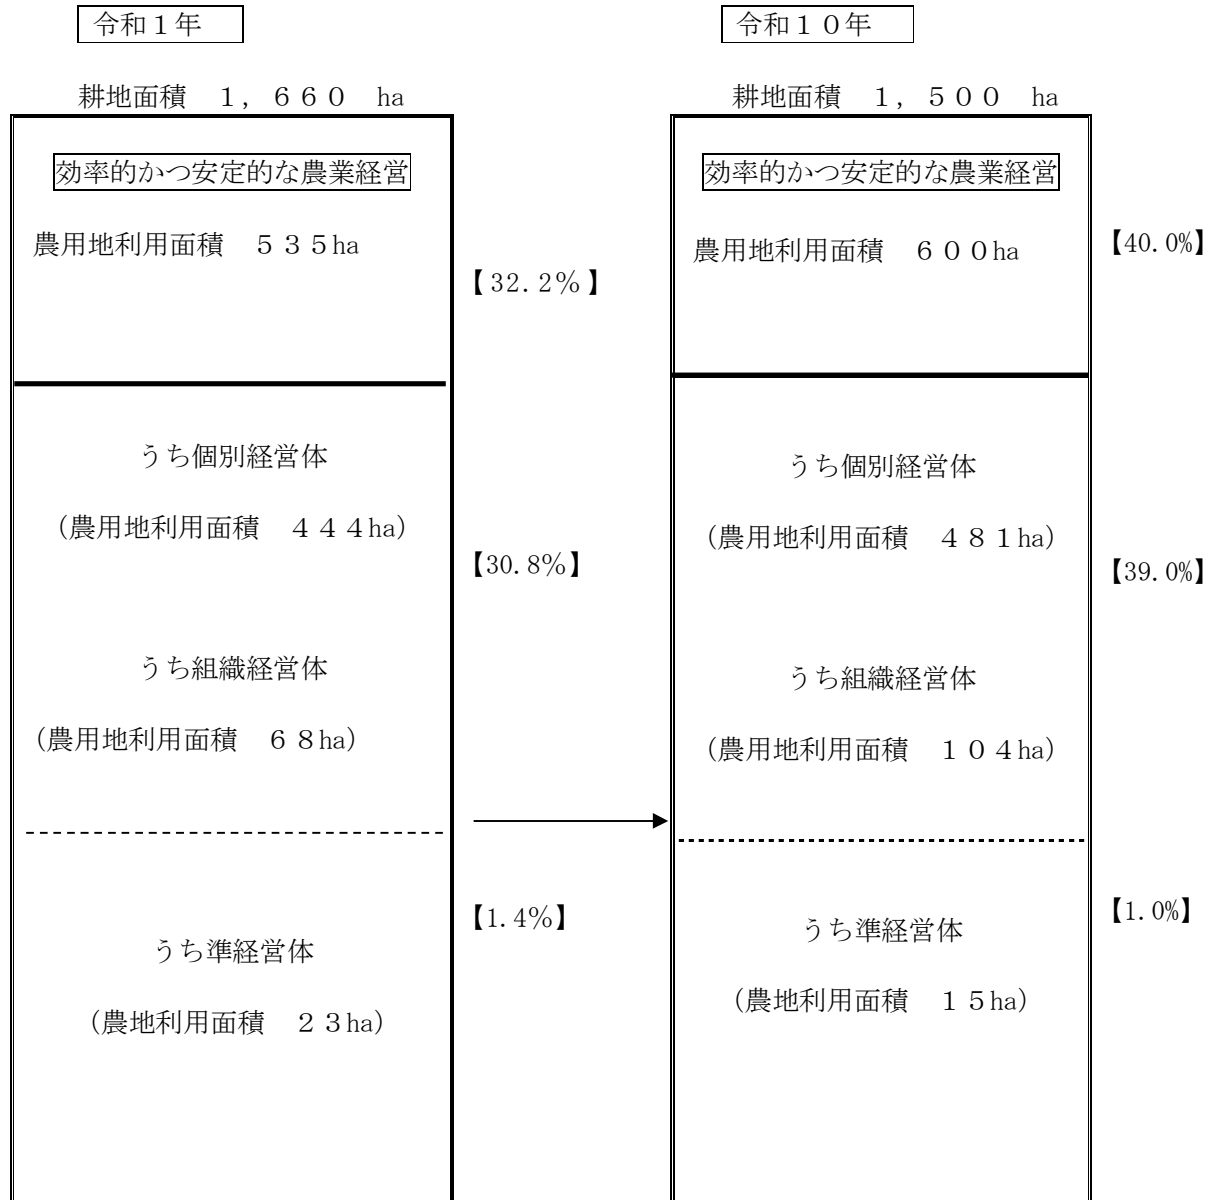 令和１年
耕地面積　１，６６０　ha
効率的かつ安定的な農業経営
農用地利用面積　５３５ha
【32.2%】
うち個別経営体
（農用地利用面積　４４４ha）
【30.8%】
うち組織経営体
（農用地利用面積　６８ha）
【1.4%】
うち準経営体
（農地利用面積　２３ha）
令和１０年
耕地面積　１，５００　ha
効率的かつ安定的な農業経営
農用地利用面積　６００ha
【40.0%】
うち個別経営体
（農用地利用面積　４８１ha）
【39.0%】
うち組織経営体
（農用地利用面積　１０４ha）
【1.0%】
うち準経営体
（農地利用面積　１５ha）